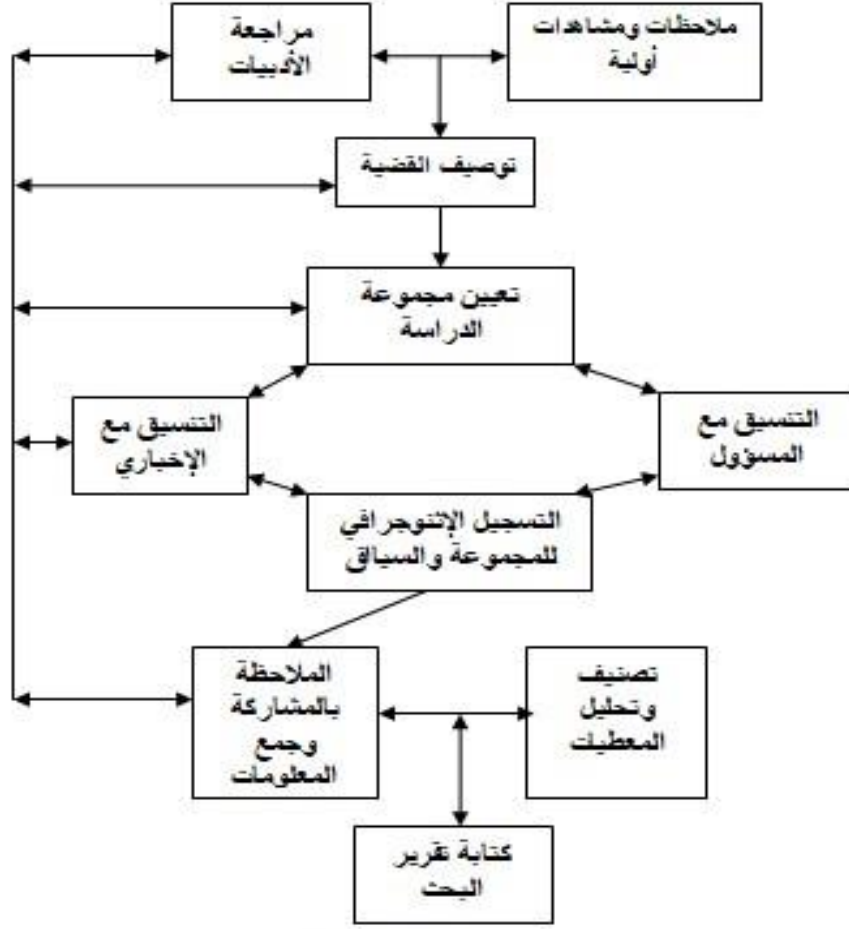 ملاحظات ومشاهدات
أولية
مراجعة
الأدبيات
توصيف القضية
تعيين مجموعة
الدراسة
التنسيق مع
المسؤول
التنسيق مع
الإخباري
التسجيل الإثنوجرافي
للمجموعة والسياق
الملاحظة
بالمشاركة
وجمع
المعلومات
تصنيف
وتحليل
المعطيات
كتابة تقرير
البحث